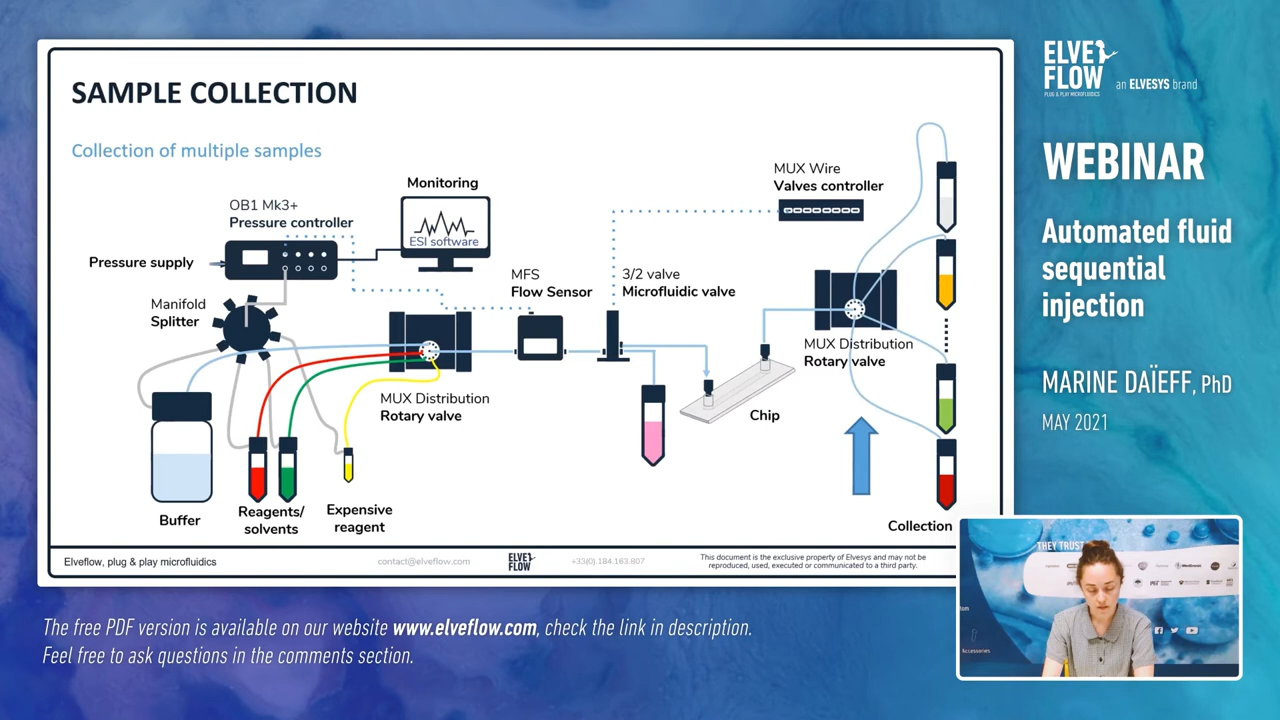 SAMPLE COLLECTION
Collection of multiple samples
OB1 Mk3+
Pressure controller
Monitoring
ESI software
Pressure supply
Manifold
Splitter
MFS
Flow Sensor
3/2 valve
Microfluidic valve
MUX Wire
Valves controller
MUX Distribution
Rotary valve
MUX Distribution
Rotary valve
Chip
Buffer
Reagents/
solvents
Expensive
reagent
Collection
Elveflow, plug & play microfluidics
contact@elveflow.com
ELVE
FLOW
+33(0).184.163.807
This document is the exclusive property of Elvesys and may not be
reproduced, used, executed or communicated to a third party.
ELVE
FLOW
PLUG & PLAY MICROFLUIDICS
an ELVESYS brand
WEBINAR
Automated fluid
sequential
injection
MARINE DAÏEFF, PhD
MAY 2021
THEY TRUST
The free PDF version is available on our website www.elveflow.com, check the link in description.
Feel free to ask questions in the comments section.